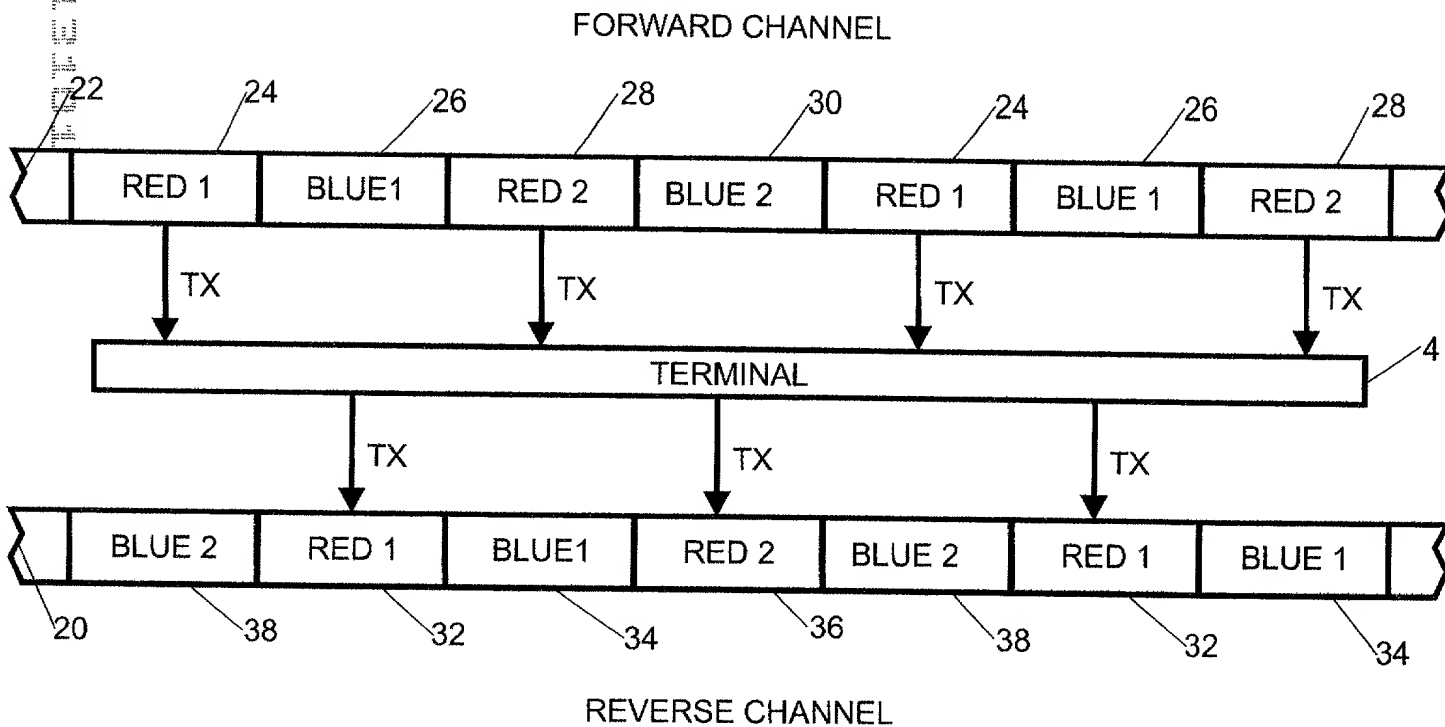 FORWARD CHANNEL
22 24 26 28 30 24 26 28
RED 1 BLUE1 RED 2 BLUE 2 RED 1 BLUE 1 RED 2
TX TX TX TX
TERMINAL 4
TX TX TX
BLUE 2 RED 1 BLUE1 RED 2 BLUE 2 RED 1 BLUE 1
20 38 32 34 36 38 32 34
REVERSE CHANNEL